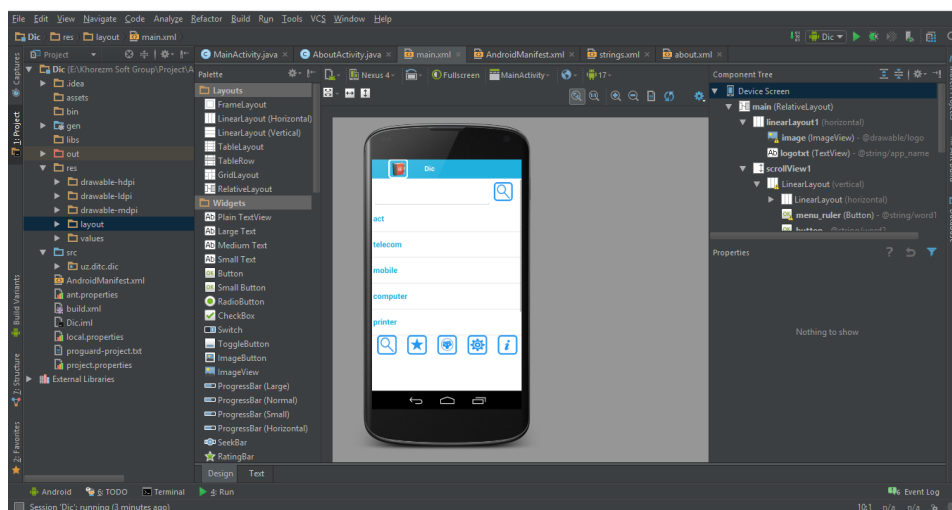 File Edit View Navigate Code Analyze Refactor Build Run Tools VCS Window Help
Dic res layout main.xml
Dic
Project
MainActivity.java × AboutActivity.java × main.xml × AndroidManifest.xml × strings.xml × about.xml ×
Captures
1: Project
Build Variants
7: Structure
2: Favorites
Dic (E:\Khorezm Soft Group\Project\A
.idea
assets
bin
gen
libs
out
res
drawable-hdpi
drawable-ldpi
drawable-mdpi
layout
values
src
uz.ditc.dic
AndroidManifest.xml
ant.properties
build.xml
Dic.iml
local.properties
proguard-project.txt
project.properties
External Libraries
Palette
Layouts
FrameLayout
LinearLayout (Horizontal)
LinearLayout (Vertical)
TableLayout
TableRow
GridLayout
RelativeLayout
Widgets
Plain TextView
Large Text
Medium Text
Small Text
Button
Small Button
RadioButton
CheckBox
Switch
ToggleButton
ImageButton
ImageView
ProgressBar (Large)
ProgressBar (Normal)
ProgressBar (Small)
ProgressBar (Horizontal)
SeekBar
RatingBar
Nexus 4 Fullscreen MainActivity 17
Dic
act
telecom
mobile
computer
printer
Design Text
Component Tree
Device Screen
main (RelativeLayout)
linearLayout1 (horizontal)
image (ImageView) - @drawable/logo
logotxt (TextView) - @string/app_name
scrollView1
LinearLayout (vertical)
LinearLayout (horizontal)
menu_ruler (Button) - @string/word1
button - @string/word2
Properties
Nothing to show
Android 6: TODO Terminal 4: Run Event Log
Session 'Dic': running (3 minutes ago) 10:1 n/a n/a